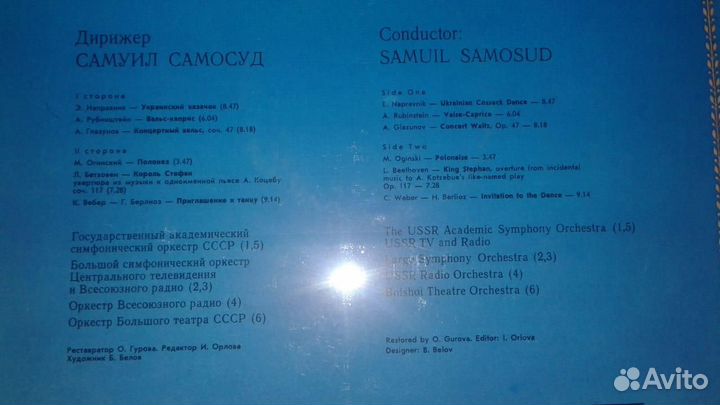 Дирижер
САМУИЛ САМОСУД
I сторона
Э. Направник — Украинский казачок (8.47)
А. Рубинштейн — Вальс-каприс (6.04)
А. Глазунов — Концертный вальс, соч. 47 (8.18)
II сторона
М. Огинский — Полонез (3.47)
Л. Бетховен — Король Стефан
увертюра из музыки к одноименной пьесе А. Коцебу
соч. 117 (7.28)
К. Вебер — Г. Берлиоз — Приглашение к танцу (9.14)
Государственный академический
симфонический оркестр СССР (1,5)
Большой симфонический оркестр
Центрального телевидения
и Всесоюзного радио (2,3)
Оркестр Всесоюзного радио (4)
Оркестр Большого театра СССР (6)
Реставратор О. Гурова. Редактор И. Орлова
Художник Б. Белов
Conductor:
SAMUIL SAMOSUD
Side One
E. Napravnik — Ukrainian Cossack Dance — 8.47
A. Rubinstein — Valse-Caprice — 6.04
A. Glazunov — Concert Waltz, Op. 47 — 8.18
Side Two
M. Oginski — Polonaise — 3.47
L. Beethoven — King Stephan, overture from incidental
music to A. Kotzebue's like-named play
Op. 117 — 7.28
C. Weber — H. Berlioz — Invitation to the Dance — 9.14
The USSR Academic Symphony Orchestra (1,5)
USSR TV and Radio
Large Symphony Orchestra (2,3)
USSR Radio Orchestra (4)
Bolshoi Theatre Orchestra (6)
Restored by O. Gurova. Editor: I. Orlova
Designer: B. Belov
Avito